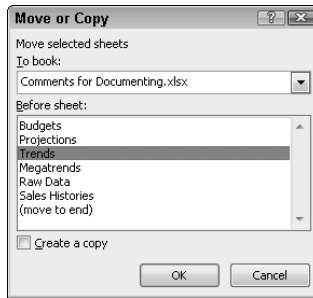 Move or Copy
Move selected sheets
To book:
Comments for Documenting.xlsx
Before sheet:
Budgets
Projections
Trends
Megatrends
Raw Data
Sales Histories
(move to end)
Create a copy
OK
Cancel